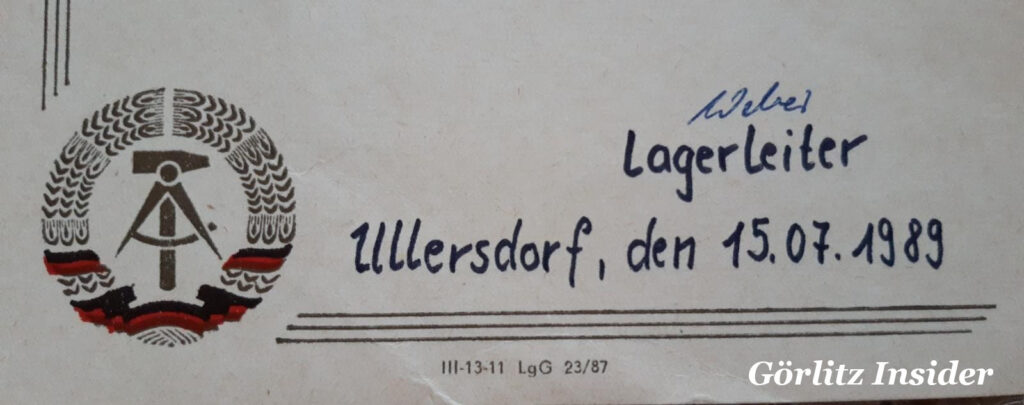 Weber
Lagerleiter
Ullersdorf, den 15.07.1989
III-13-11 LgG 23/87
Görlitz Insider